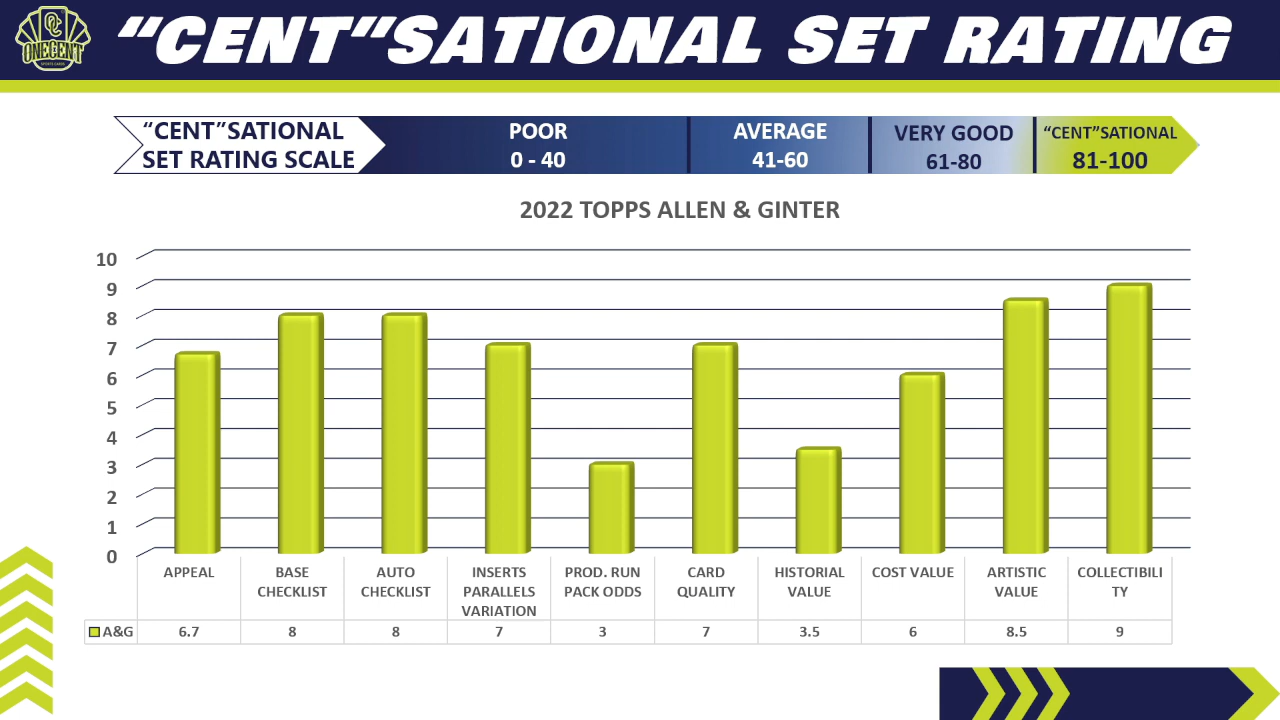 OC
ONECENT
SPORTS CARDS
“CENT”SATIONAL SET RATING
“CENT”SATIONAL
SET RATING SCALE
POOR
0 - 40
AVERAGE
41-60
VERY GOOD
61-80
“CENT”SATIONAL
81-100
2022 TOPPS ALLEN & GINTER
10
9
8
7
6
5
4
3
2
1
0
APPEAL
BASE
CHECKLIST
AUTO
CHECKLIST
INSERTS
PARALLELS
VARIATION
PROD. RUN
PACK ODDS
CARD
QUALITY
HISTORIAL
VALUE
COST VALUE
ARTISTIC
VALUE
COLLECTIBILI
TY
A&G 6.7 8 8 7 3 7 3.5 6 8.5 9